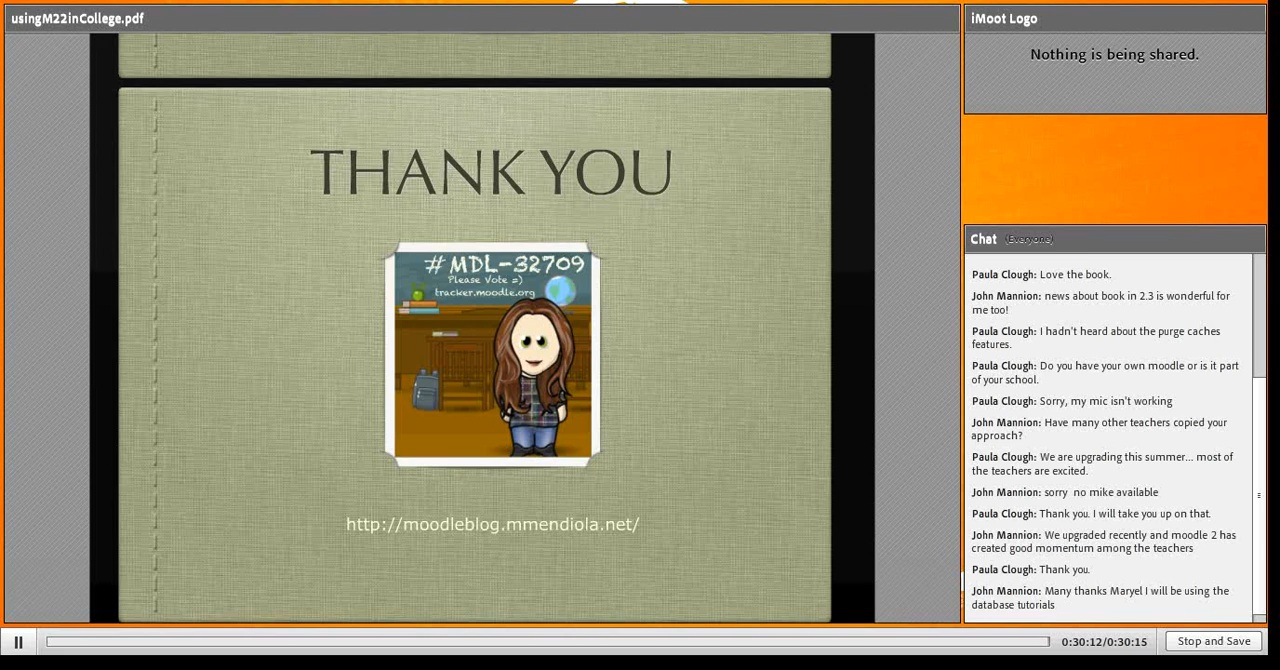 usingM22inCollege.pdf
THANK YOU
# MDL-32709
Please Vote =)
tracker.moodle.org
http://moodleblog.mmendiola.net/
iMoot Logo
Nothing is being shared.
Chat (Everyone)
Paula Clough: Love the book.
John Mannion: news about book in 2.3 is wonderful for
me too!
Paula Clough: I hadn't heard about the purge caches
features.
Paula Clough: Do you have your own moodle or is it part
of your school.
Paula Clough: Sorry, my mic isn't working
John Mannion: Have many other teachers copied your
approach?
Paula Clough: We are upgrading this summer... most of
the teachers are excited.
John Mannion: sorry no mike available
Paula Clough: Thank you. I will take you up on that.
John Mannion: We upgraded recently and moodle 2 has
created good momentum among the teachers
Paula Clough: Thank you.
John Mannion: Many thanks Maryel I will be using the
database tutorials
0:30:12/0:30:15
Stop and Save